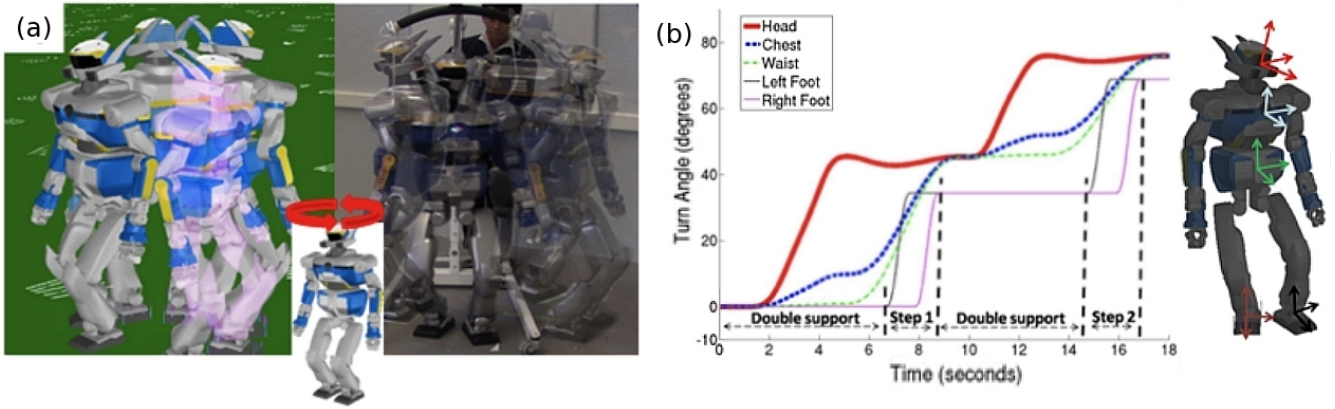 (a)
(b)
Head
Chest
Waist
Left Foot
Right Foot
Turn Angle (degrees)
80
60
40
20
0
-10
Double support
Step 1
Double support
Step 2
0 2 4 6 8 10 12 14 16 18
Time (seconds)